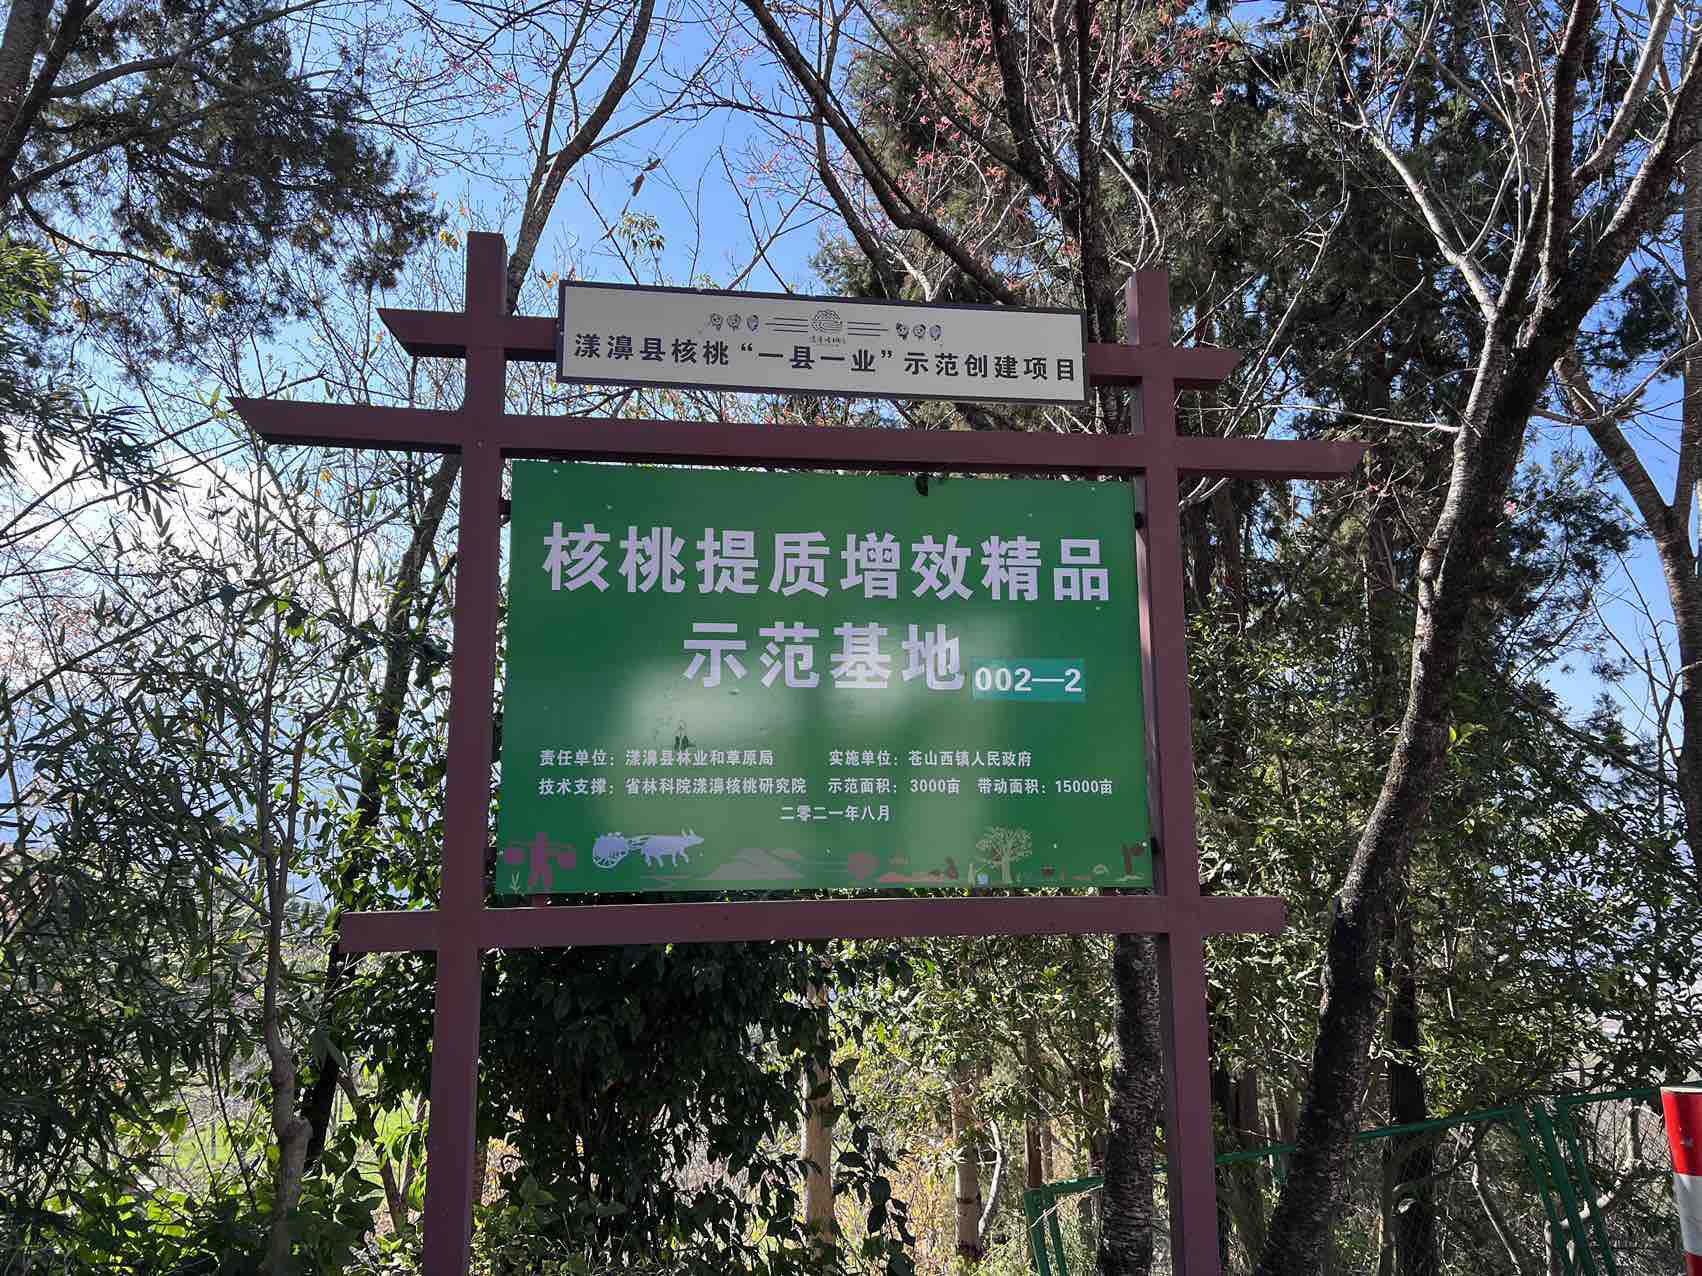 漾濞县核桃“一县一业”示范创建项目
核桃提质增效精品
示范基地 002—2
责任单位：漾濞县林业和草原局 实施单位：苍山西镇人民政府
技术支撑：省林科院漾濞核桃研究院 示范面积：3000亩 带动面积：15000亩
二零二一年八月